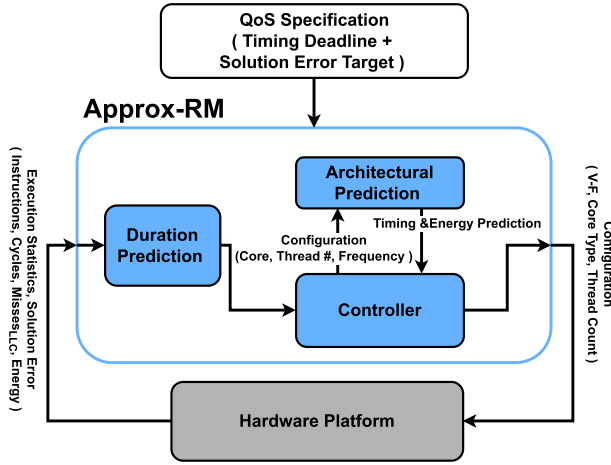 QoS Specification
( Timing Deadline +
Solution Error Target )
Approx-RM
Architectural
Prediction
Duration
Prediction
Timing &Energy Prediction
Configuration
(Core, Thread #, Frequency )
Controller
Execution Statistics, Solution Error
( Instructions, Cycles, MissesLLC, Energy )
Configuration
( V-F, Core Type, Thread Count )
Hardware Platform